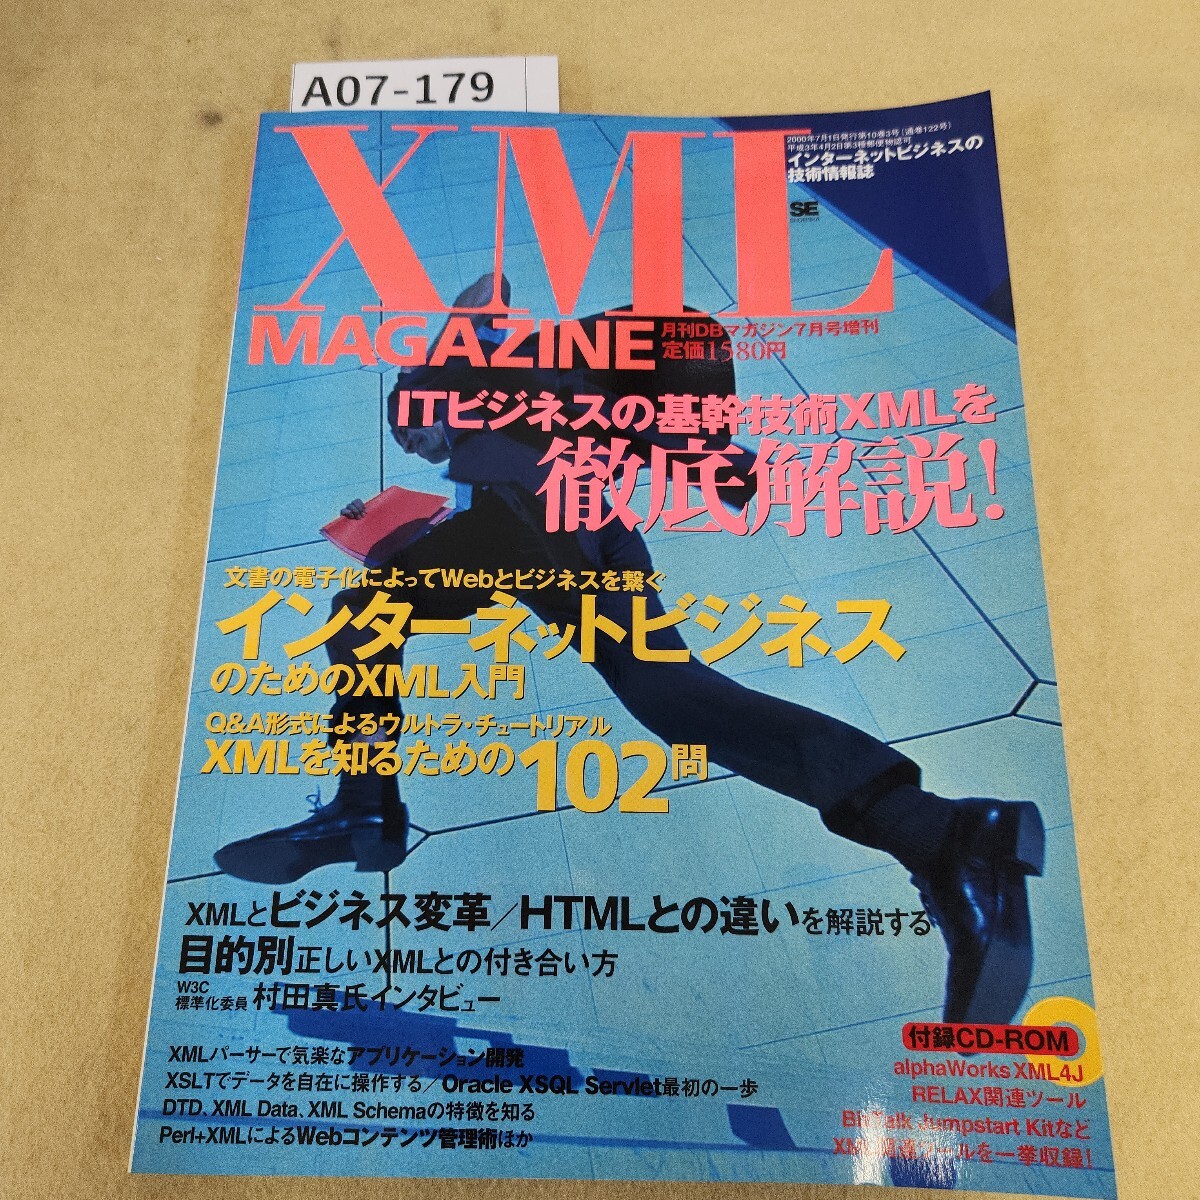 A07-179
XML
MAGAZINE
2000年7月1日発行第10巻3号(通巻122号)
平成3年4月2日第3種郵便物認可
インターネットビジネスの
技術情報誌
SE
SHOEISHA
月刊DBマガジン7月号増刊
定価1580円
ITビジネスの基幹技術XMLを
徹底解説!
文書の電子化によってWebとビジネスを繋ぐ
インターネットビジネス
のためのXML入門
Q&A形式によるウルトラ・チュートリアル
XMLを知るための102問
XMLとビジネス変革/HTMLとの違いを解説する
目的別正しいXMLとの付き合い方
W3C
標準化委員 村田真氏インタビュー
XMLパーサーで気楽なアプリケーション開発
XSLTでデータを自在に操作する/Oracle XSQL Servlet最初の一歩
DTD、XML Data、XML Schemaの特徴を知る
Perl+XMLによるWebコンテンツ管理術ほか
付録CD-ROM
alphaWorks XML4J
RELAX関連ツール
BizTalk Jumpstart Kitなど
XML関連ツールを一挙収録!